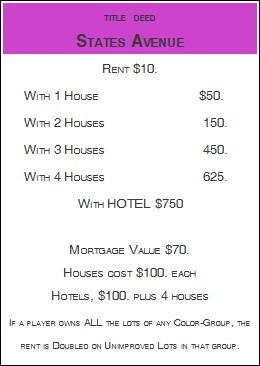 TITLE DEED
STATES AVENUE
RENT $10.
WITH 1 HOUSE $50.
WITH 2 HOUSES 150.
WITH 3 HOUSES 450.
WITH 4 HOUSES 625.
WITH HOTEL $750
MORTGAGE VALUE $70.
HOUSES COST $100. EACH
HOTELS, $100. PLUS 4 HOUSES
IF A PLAYER OWNS ALL THE LOTS OF ANY COLOR-GROUP, THE
RENT IS DOUBLED ON UNIMPROVED LOTS IN THAT GROUP.